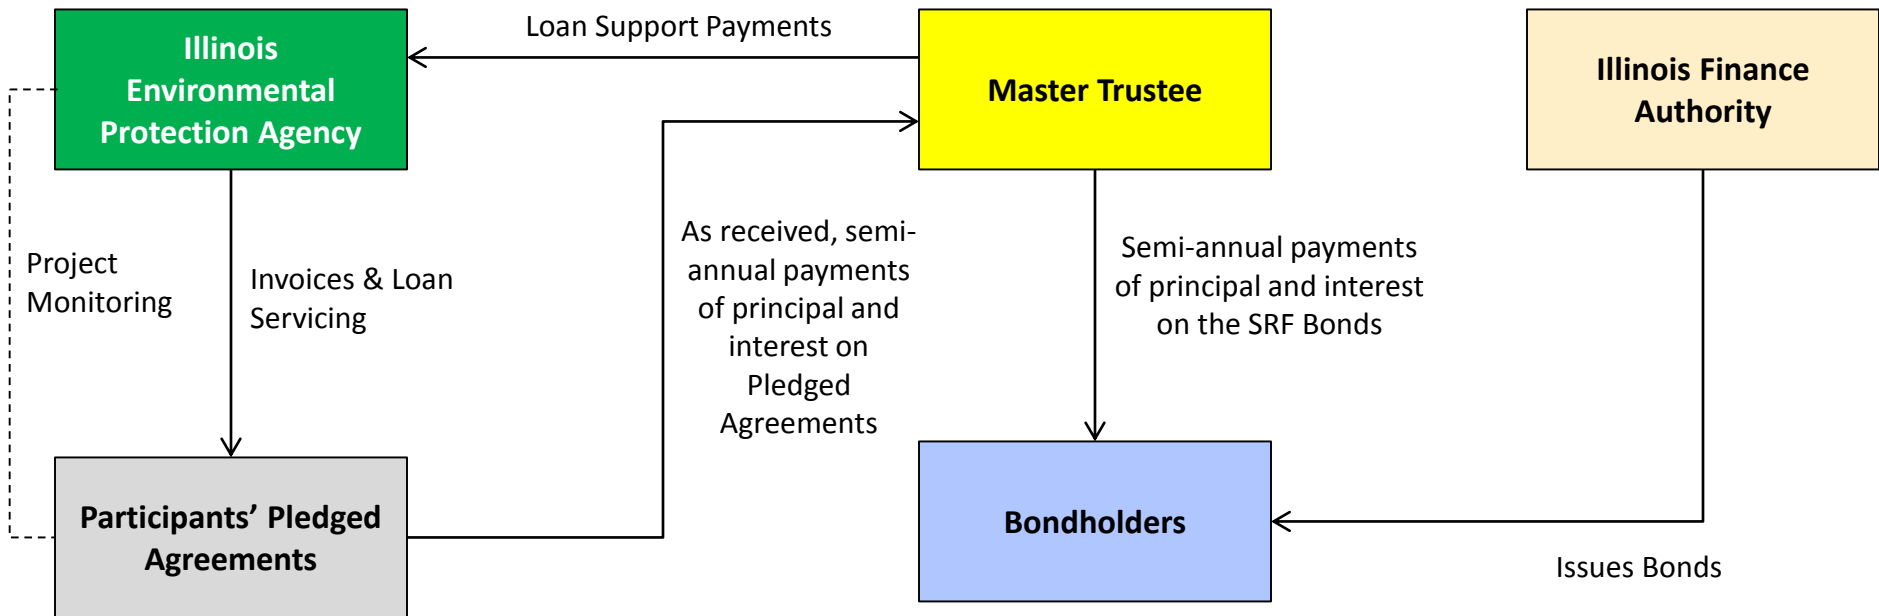 Illinois
Environmental
Protection Agency
Loan Support Payments
Master Trustee
Illinois Finance
Authority
Project
Monitoring
Invoices & Loan
Servicing
As received, semi-
annual payments
of principal and
interest on
Pledged
Agreements
Semi-annual payments
of principal and interest
on the SRF Bonds
Participants’ Pledged
Agreements
Bondholders
Issues Bonds